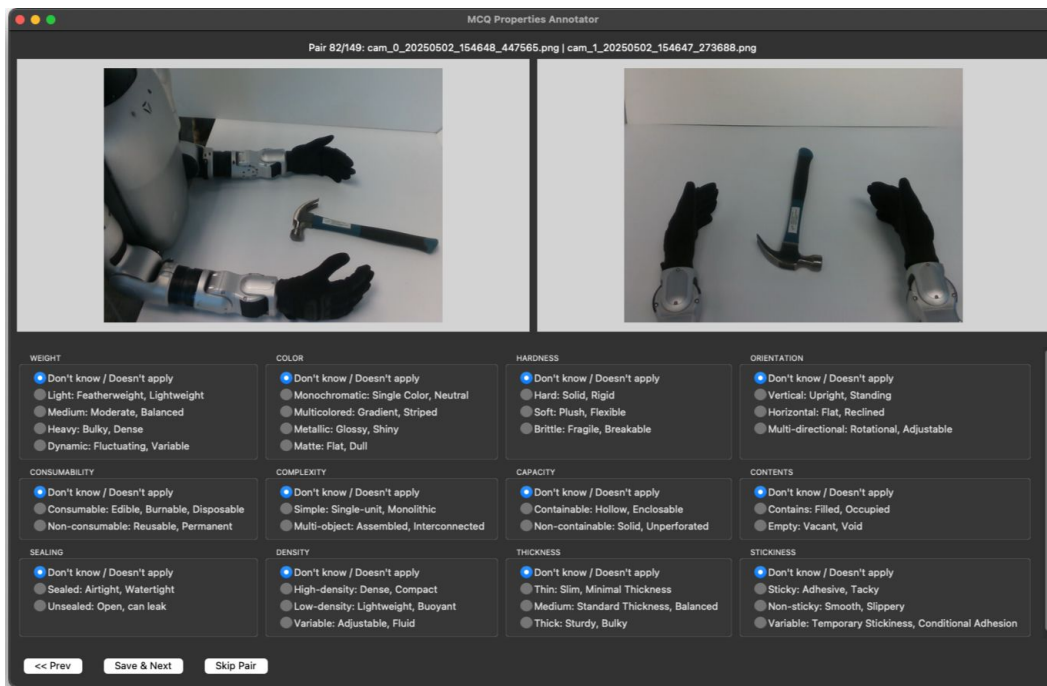 MCQ Properties Annotator
Pair 82/149: cam_0_20250502_154648_447565.png | cam_1_20250502_154647_273688.png
WEIGHT
Don't know / Doesn't apply
Light: Featherweight, Lightweight
Medium: Moderate, Balanced
Heavy: Bulky, Dense
Dynamic: Fluctuating, Variable
COLOR
Don't know / Doesn't apply
Monochromatic: Single Color, Neutral
Multicolored: Gradient, Striped
Metallic: Glossy, Shiny
Matte: Flat, Dull
HARDNESS
Don't know / Doesn't apply
Hard: Solid, Rigid
Soft: Plush, Flexible
Brittle: Fragile, Breakable
ORIENTATION
Don't know / Doesn't apply
Vertical: Upright, Standing
Horizontal: Flat, Reclined
Multi-directional: Rotational, Adjustable
CONSUMABILITY
Don't know / Doesn't apply
Consumable: Edible, Burnable, Disposable
Non-consumable: Reusable, Permanent
COMPLEXITY
Don't know / Doesn't apply
Simple: Single-unit, Monolithic
Multi-object: Assembled, Interconnected
CAPACITY
Don't know / Doesn't apply
Containable: Hollow, Enclosable
Non-containable: Solid, Unperforated
CONTENTS
Don't know / Doesn't apply
Contains: Filled, Occupied
Empty: Vacant, Void
SEALING
Don't know / Doesn't apply
Sealed: Airtight, Watertight
Unsealed: Open, can leak
DENSITY
Don't know / Doesn't apply
High-density: Dense, Compact
Low-density: Lightweight, Buoyant
Variable: Adjustable, Fluid
THICKNESS
Don't know / Doesn't apply
Thin: Slim, Minimal Thickness
Medium: Standard Thickness, Balanced
Thick: Sturdy, Bulky
STICKINESS
Don't know / Doesn't apply
Sticky: Adhesive, Tacky
Non-sticky: Smooth, Slippery
Variable: Temporary Stickiness, Conditional Adhesion
<< Prev
Save & Next
Skip Pair